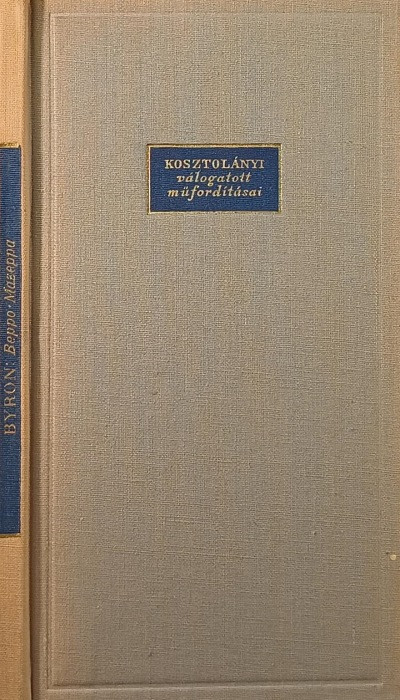 KOSZTOLÁNYI
válogatott
műfordításai
BYRON: Beppo · Mazeppa